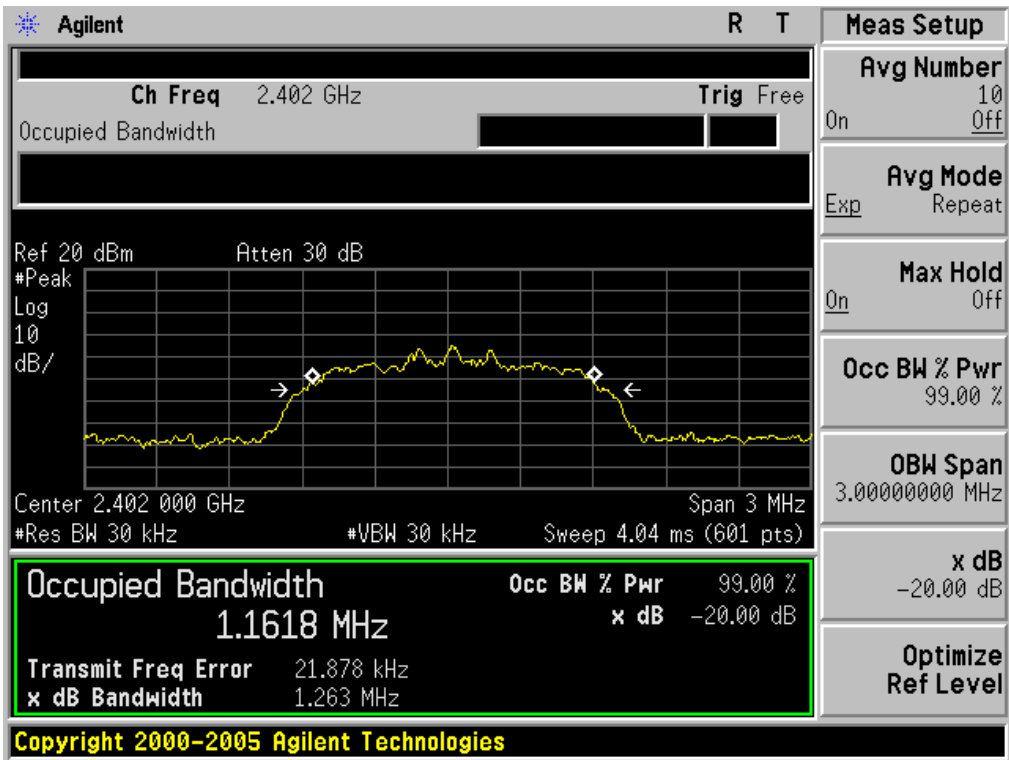 Agilent R T
Ch Freq 2.402 GHz Trig Free
Occupied Bandwidth
Ref 20 dBm Atten 30 dB
#Peak
Log
10
dB/
Center 2.402 000 GHz Span 3 MHz
#Res BW 30 kHz #VBW 30 kHz Sweep 4.04 ms (601 pts)
Occupied Bandwidth Occ BW % Pwr 99.00 %
1.1618 MHz x dB -20.00 dB
Transmit Freq Error 21.878 kHz
x dB Bandwidth 1.263 MHz
Copyright 2000-2005 Agilent Technologies
Meas Setup
Avg Number
10
On Off
Avg Mode
Exp Repeat
Max Hold
On Off
Occ BW % Pwr
99.00 %
OBW Span
3.00000000 MHz
x dB
-20.00 dB
Optimize
Ref Level